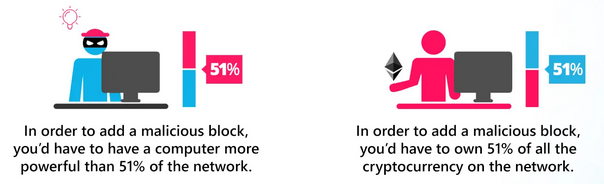 51%
In order to add a malicious block,
you'd have to have a computer more
powerful than 51% of the network.
51%
In order to add a malicious block,
you'd have to own 51% of all the
cryptocurrency on the network.